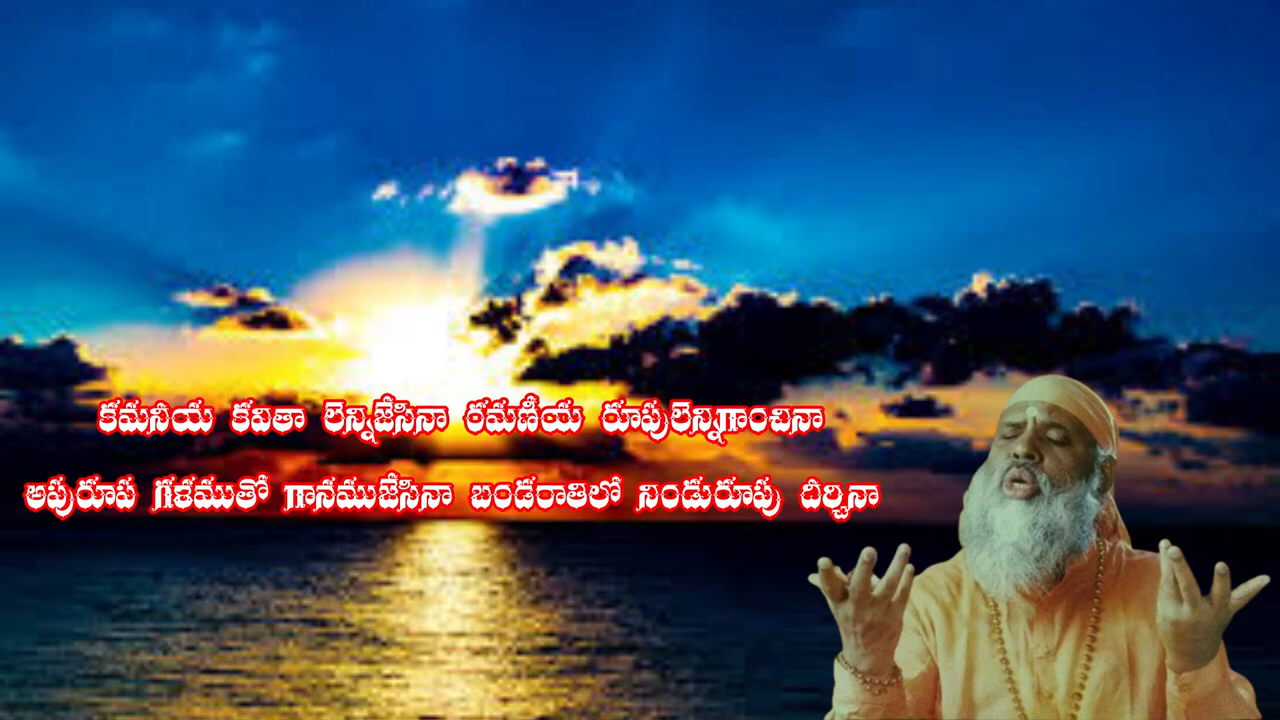 కమనీయ కవితా లెన్నిజేసినా రమణీయ రూపులెన్నిగాంచినా
అపురూప గళముతో గానముజేసినా బండరాతిలో నిండురూపు దీర్చినా